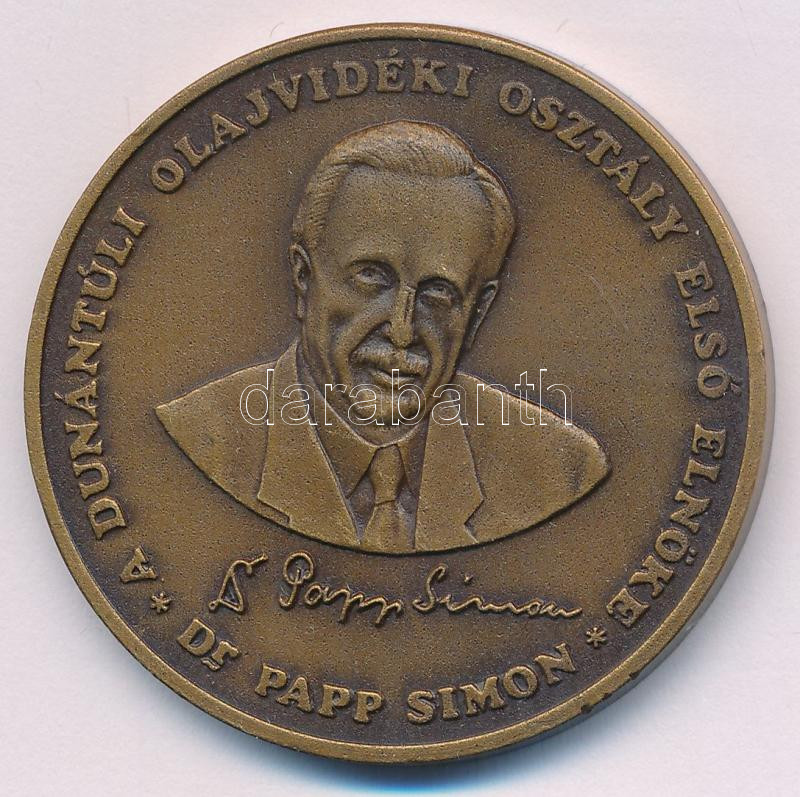 * A DUNÁNTÚLI OLAJVIDÉKI OSZTÁLY ELSŐ ELNÖKE *
Dr PAPP SIMON
Dr Papp Simon
darabanth